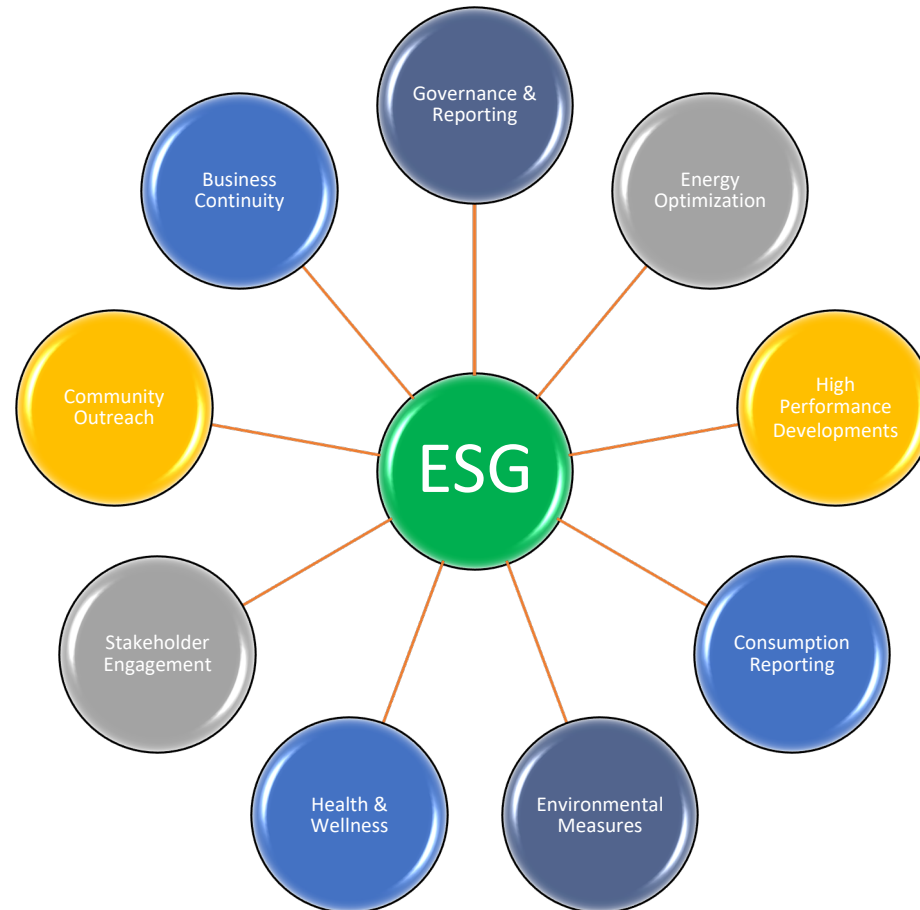 Governance &
Reporting
Energy
Optimization
High
Performance
Developments
Consumption
Reporting
Environmental
Measures
Health &
Wellness
Stakeholder
Engagement
Community
Outreach
Business
Continuity
ESG